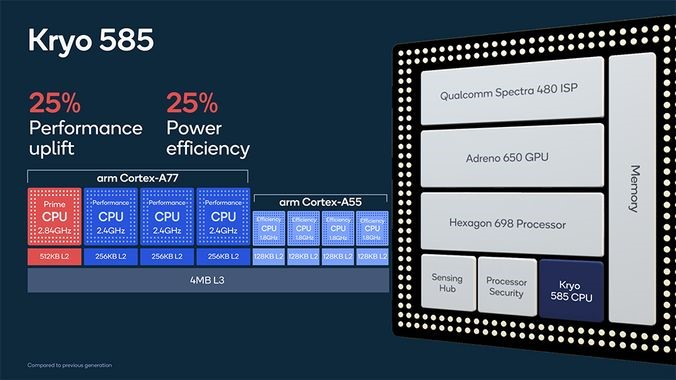 Kryo 585
25%
Performance
uplift
25%
Power
efficiency
arm Cortex-A77
arm Cortex-A55
Prime
CPU
2.84GHz
Performance
CPU
2.4GHz
Performance
CPU
2.4GHz
Performance
CPU
2.4GHz
Efficiency
CPU
1.8GHz
Efficiency
CPU
1.8GHz
Efficiency
CPU
1.8GHz
Efficiency
CPU
1.8GHz
512KB L2
256KB L2
256KB L2
256KB L2
128KB L2
128KB L2
128KB L2
128KB L2
4MB L3
Qualcomm Spectra 480 ISP
Adreno 650 GPU
Hexagon 698 Processor
Sensing
Hub
Processor
Security
Kryo
585 CPU
Memory
Compared to previous generation